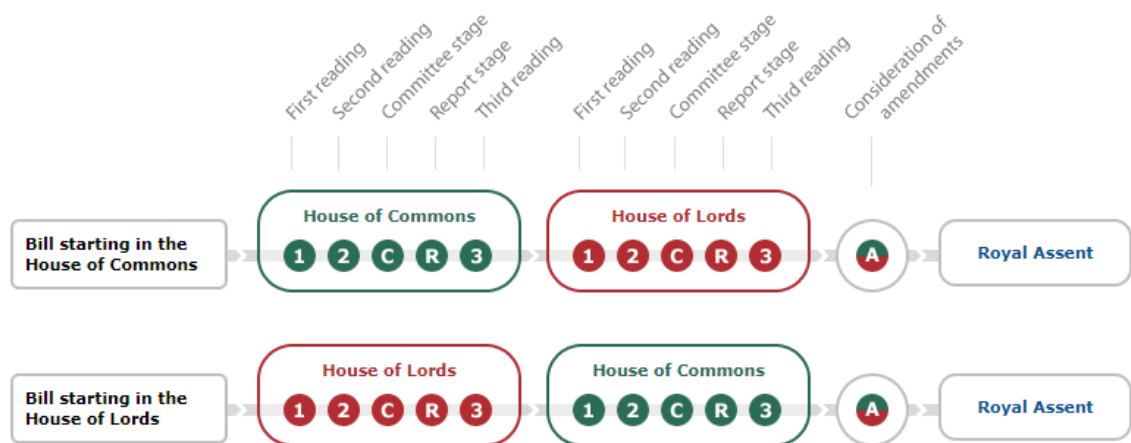 First reading
Second reading
Committee stage
Report stage
Third reading
First reading
Second reading
Committee stage
Report stage
Third reading
Consideration of
amendments
Bill starting in the
House of Commons
House of Commons
1 2 C R 3
House of Lords
1 2 C R 3
A
Royal Assent
Bill starting in the
House of Lords
House of Lords
1 2 C R 3
House of Commons
1 2 C R 3
A
Royal Assent